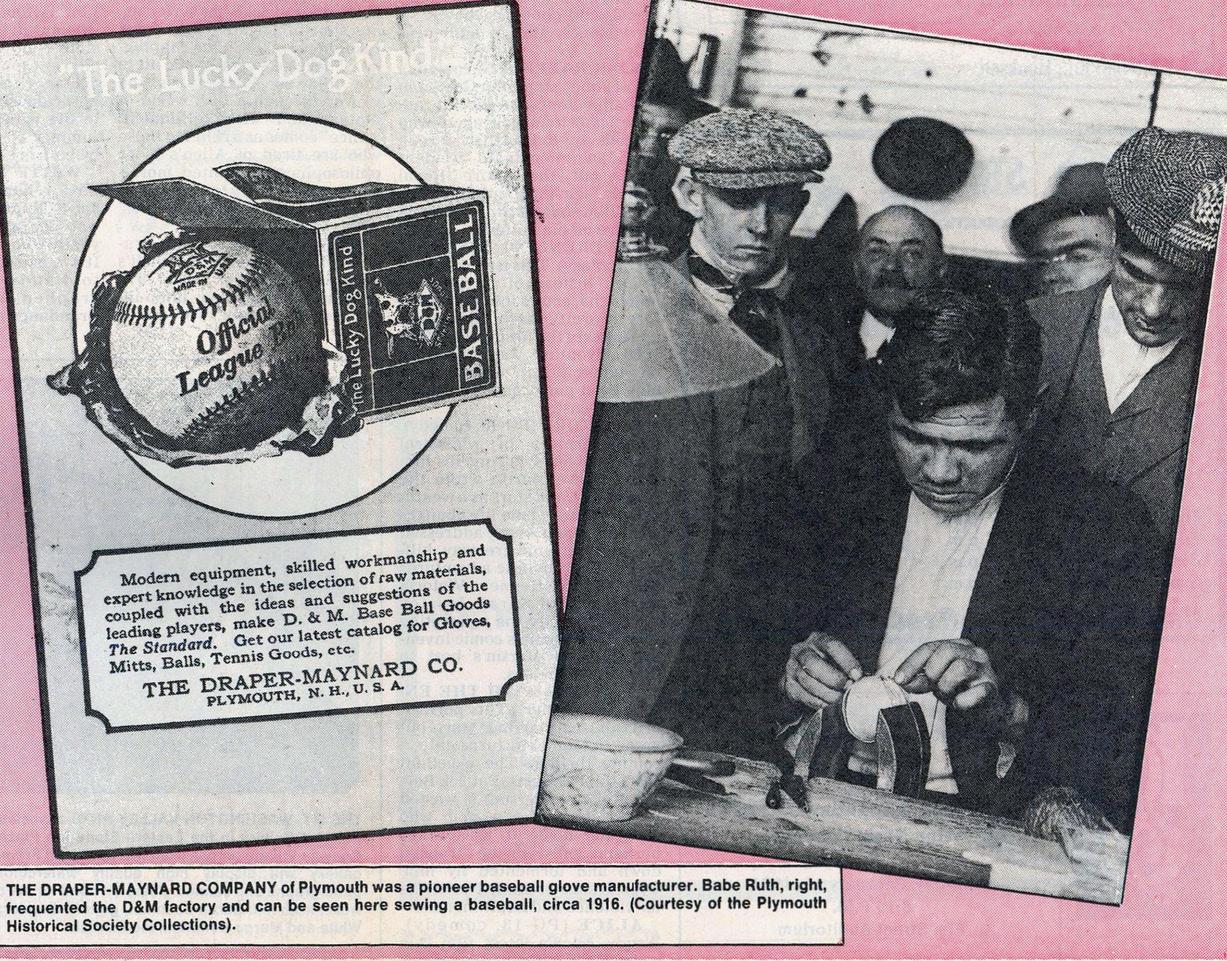 "The Lucky Dog Kind"
MADE IN
Official
League
The Lucky Dog Kind
BASE BALL
Modern equipment, skilled workmanship and
expert knowledge in the selection of raw materials,
coupled with the ideas and suggestions of the
leading players, make D. & M. Base Ball Goods
The Standard. Get our latest catalog for Gloves,
Mitts, Balls, Tennis Goods, etc.
THE DRAPER-MAYNARD CO.
PLYMOUTH, N. H., U. S. A.
THE DRAPER-MAYNARD COMPANY of Plymouth was a pioneer baseball glove manufacturer. Babe Ruth, right,
frequented the D&M factory and can be seen here sewing a baseball, circa 1916. (Courtesy of the Plymouth
Historical Society Collections).